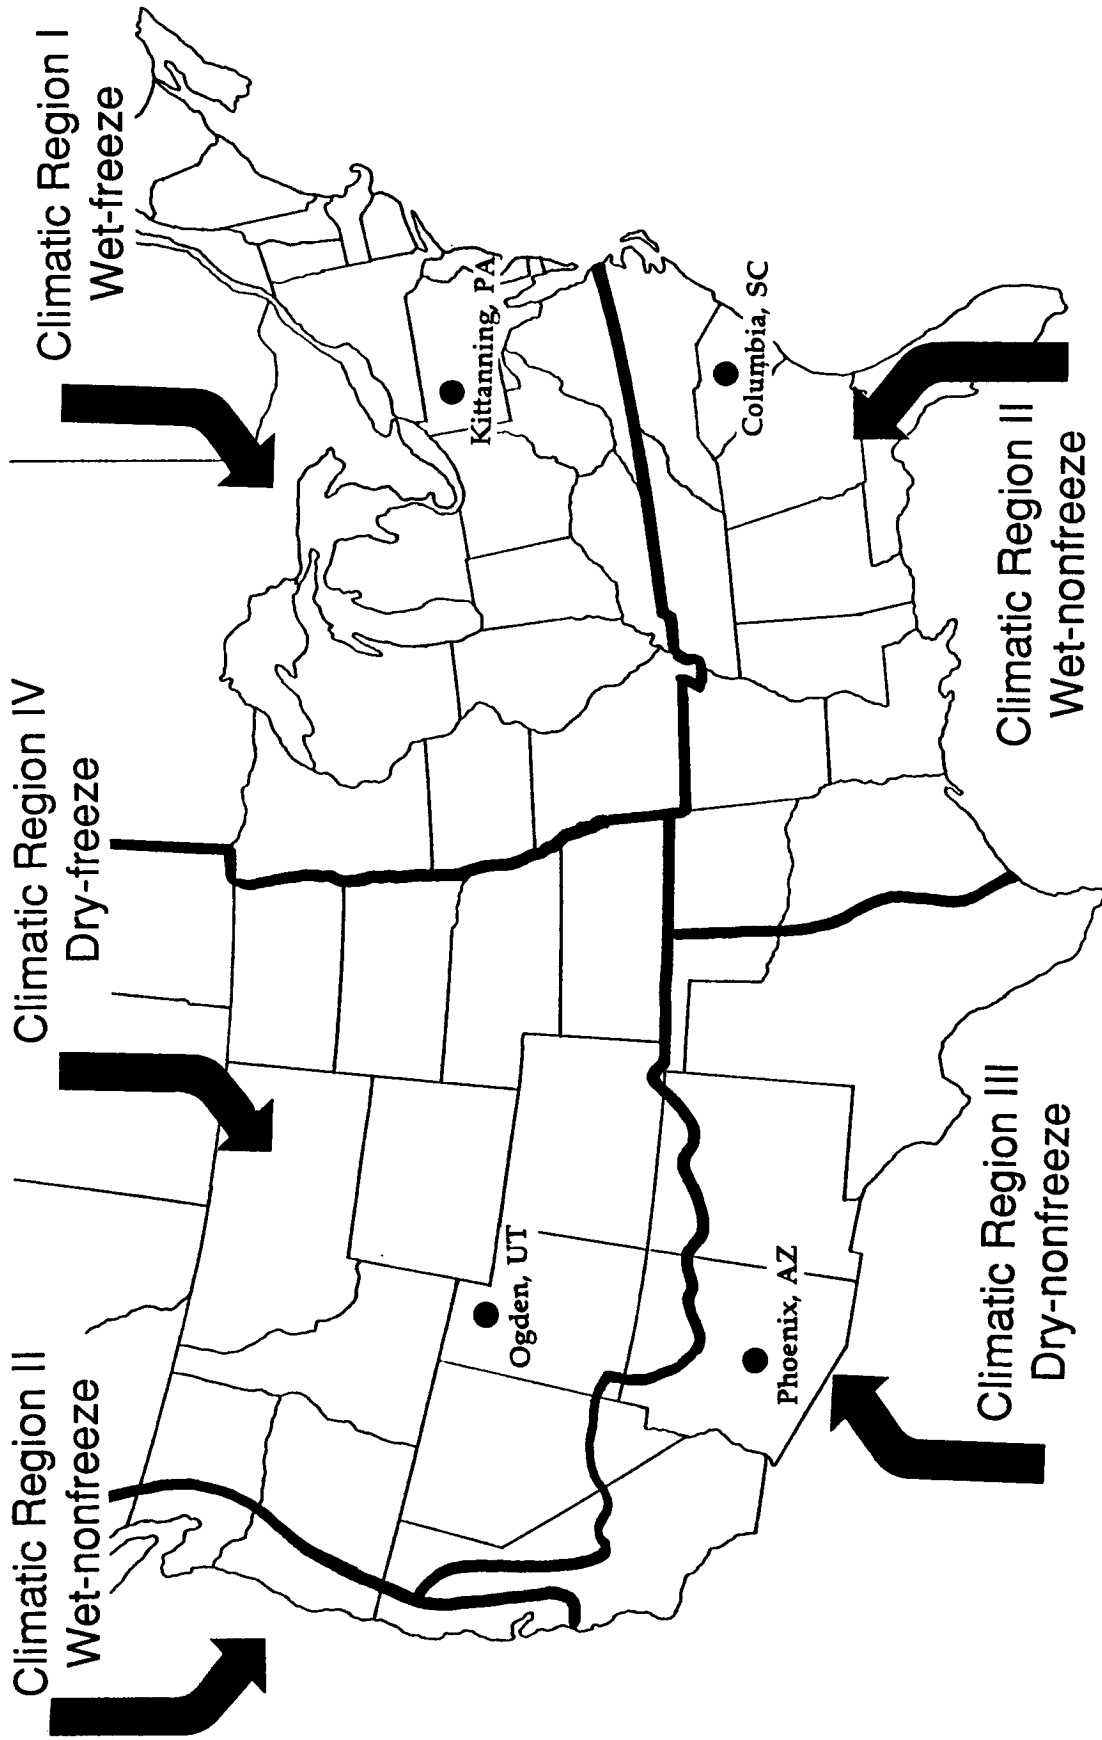 Climatic Region II
Wet-nonfreeze
Climatic Region IV
Dry-freeze
Climatic Region I
Wet-freeze
Ogden, UT
Kittanning, PA
Phoenix, AZ
Columbia, SC
Climatic Region III
Dry-nonfreeze
Climatic Region II
Wet-nonfreeze